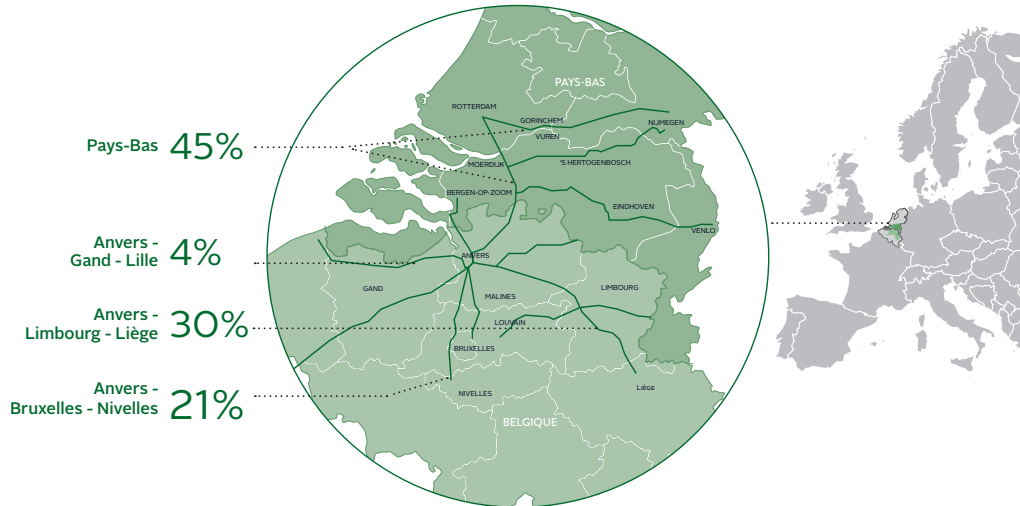 Pays-Bas 45%
Anvers -
Gand - Lille 4%
Anvers -
Limbourg - Liège 30%
Anvers -
Bruxelles - Nivelles 21%
PAYS-BAS
ROTTERDAM
GORINCHEM
NIJMEGEN
VUREN
MOERDIJK
'S HERTOGENBOSCH
BERGEN-OP-ZOOM
EINDHOVEN
VENLO
ANVERS
GAND
MALINES
LIMBOURG
LOUVAIN
BRUXELLES
LIÈGE
NIVELLES
BELGIQUE